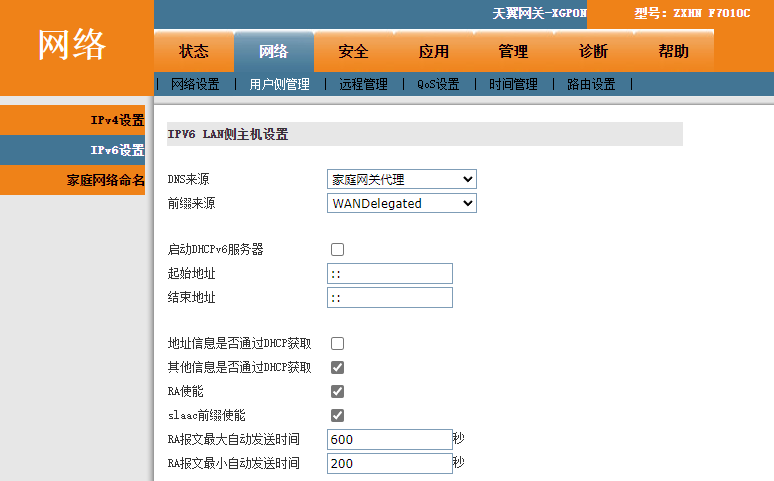 天翼网关-XGPON 型号：ZXHN F7010C
网络
状态 网络 安全 应用 管理 诊断 帮助
网络设置 用户侧管理 远程管理 QoS设置 时间管理 路由设置
IPv4设置
IPv6设置
家庭网络命名
IPV6 LAN侧主机设置
DNS来源 家庭网关代理
前缀来源 WANDelegated
启动DHCPv6服务器
起始地址 ::
结束地址 ::
地址信息是否通过DHCP获取
其他信息是否通过DHCP获取
RA使能
slaac前缀使能
RA报文最大自动发送时间 600 秒
RA报文最小自动发送时间 200 秒